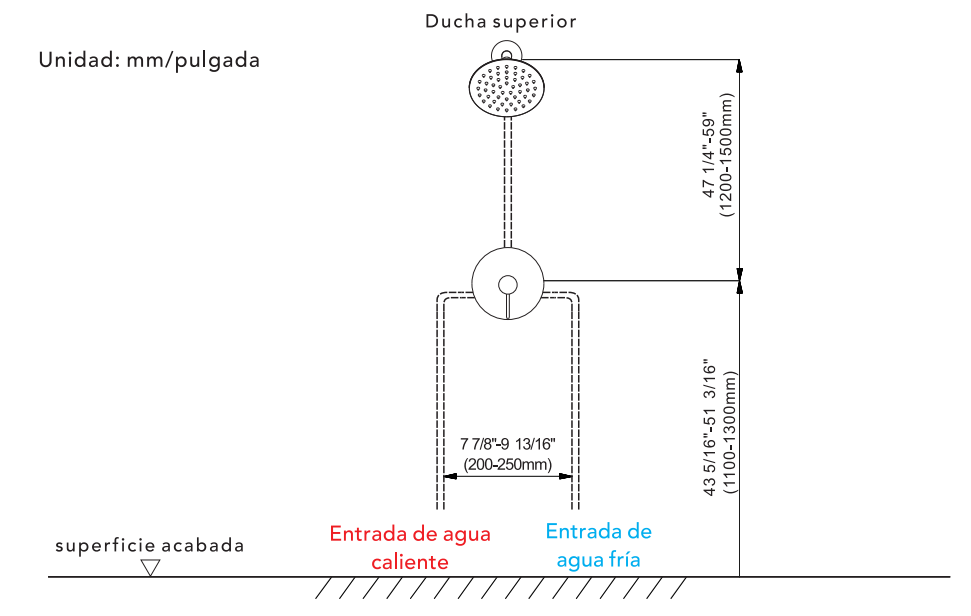 Ducha superior
Unidad: mm/pulgada
47 1/4"-59"
(1200-1500mm)
43 5/16"-51 3/16"
(1100-1300mm)
7 7/8"-9 13/16"
(200-250mm)
Entrada de agua
caliente
Entrada de
agua fría
superficie acabada